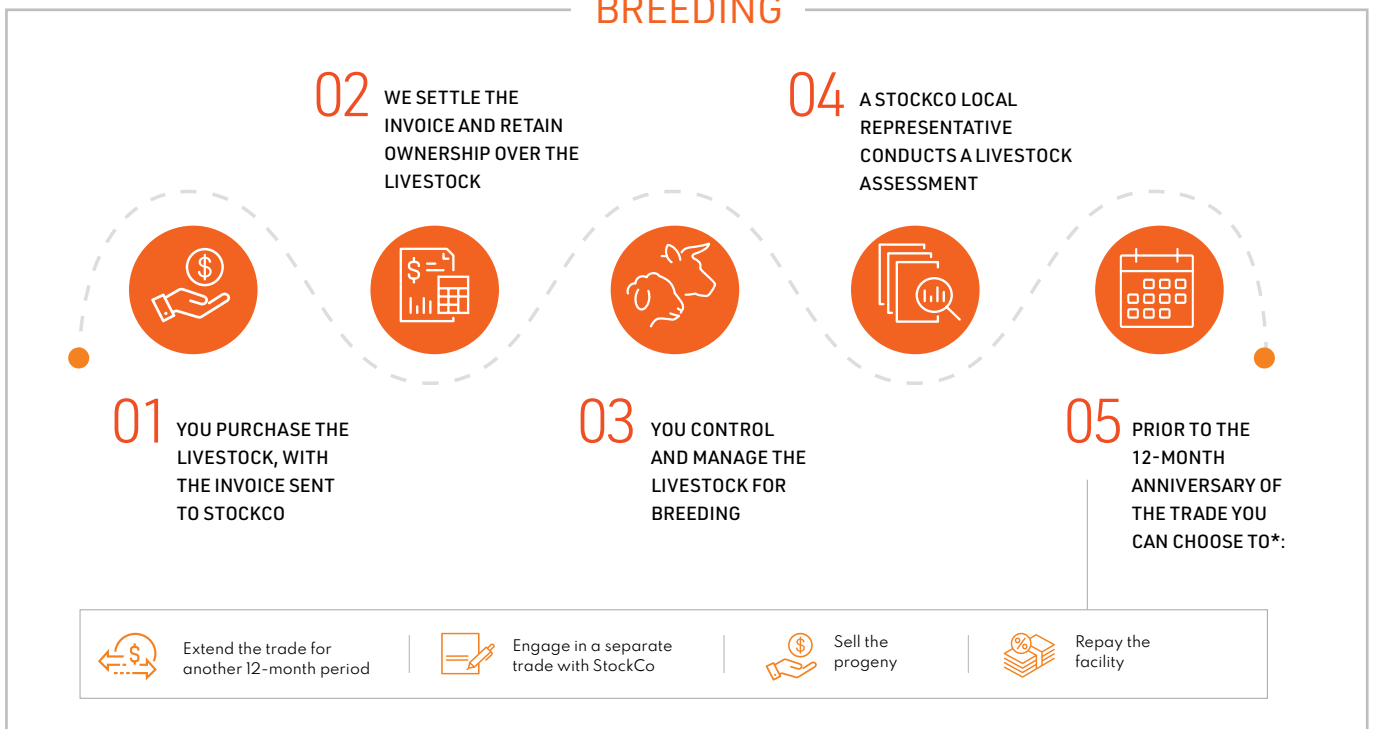 BREEDING
02
WE SETTLE THE
INVOICE AND RETAIN
OWNERSHIP OVER THE
LIVESTOCK
04
A STOCKCO LOCAL
REPRESENTATIVE
CONDUCTS A LIVESTOCK
ASSESSMENT
01
YOU PURCHASE THE
LIVESTOCK, WITH
THE INVOICE SENT
TO STOCKCO
03
YOU CONTROL
AND MANAGE THE
LIVESTOCK FOR
BREEDING
05
PRIOR TO THE
12-MONTH
ANNIVERSARY OF
THE TRADE YOU
CAN CHOOSE TO*:
Extend the trade for
another 12-month period
Engage in a separate
trade with StockCo
Sell the
progeny
Repay the
facility